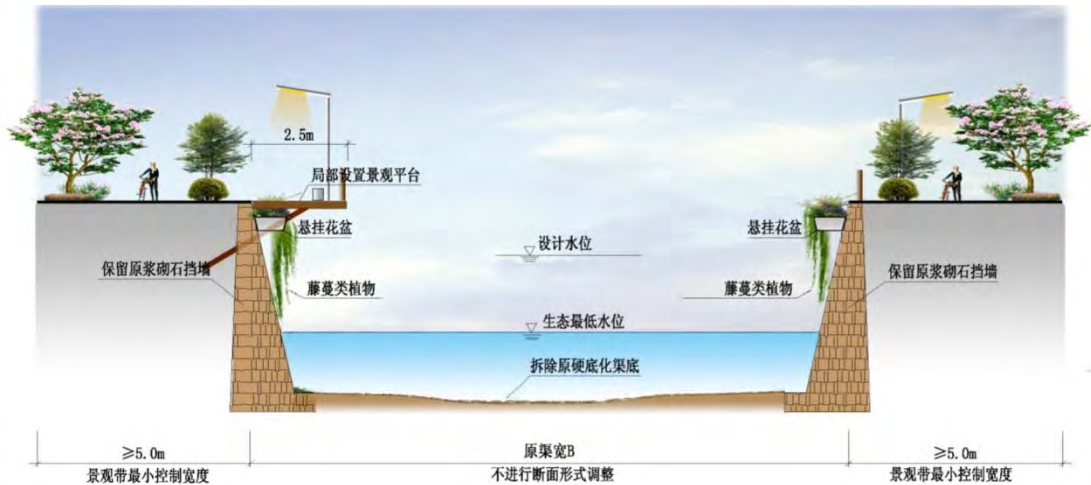 2.5m
局部设置景观平台
悬挂花盆
悬挂花盆
设计水位
保留原浆砌石挡墙
保留原浆砌石挡墙
藤蔓类植物
藤蔓类植物
生态最低水位
拆除原硬底化渠底
≥5.0m
原渠宽B
≥5.0m
景观带最小控制宽度
不进行断面形式调整
景观带最小控制宽度